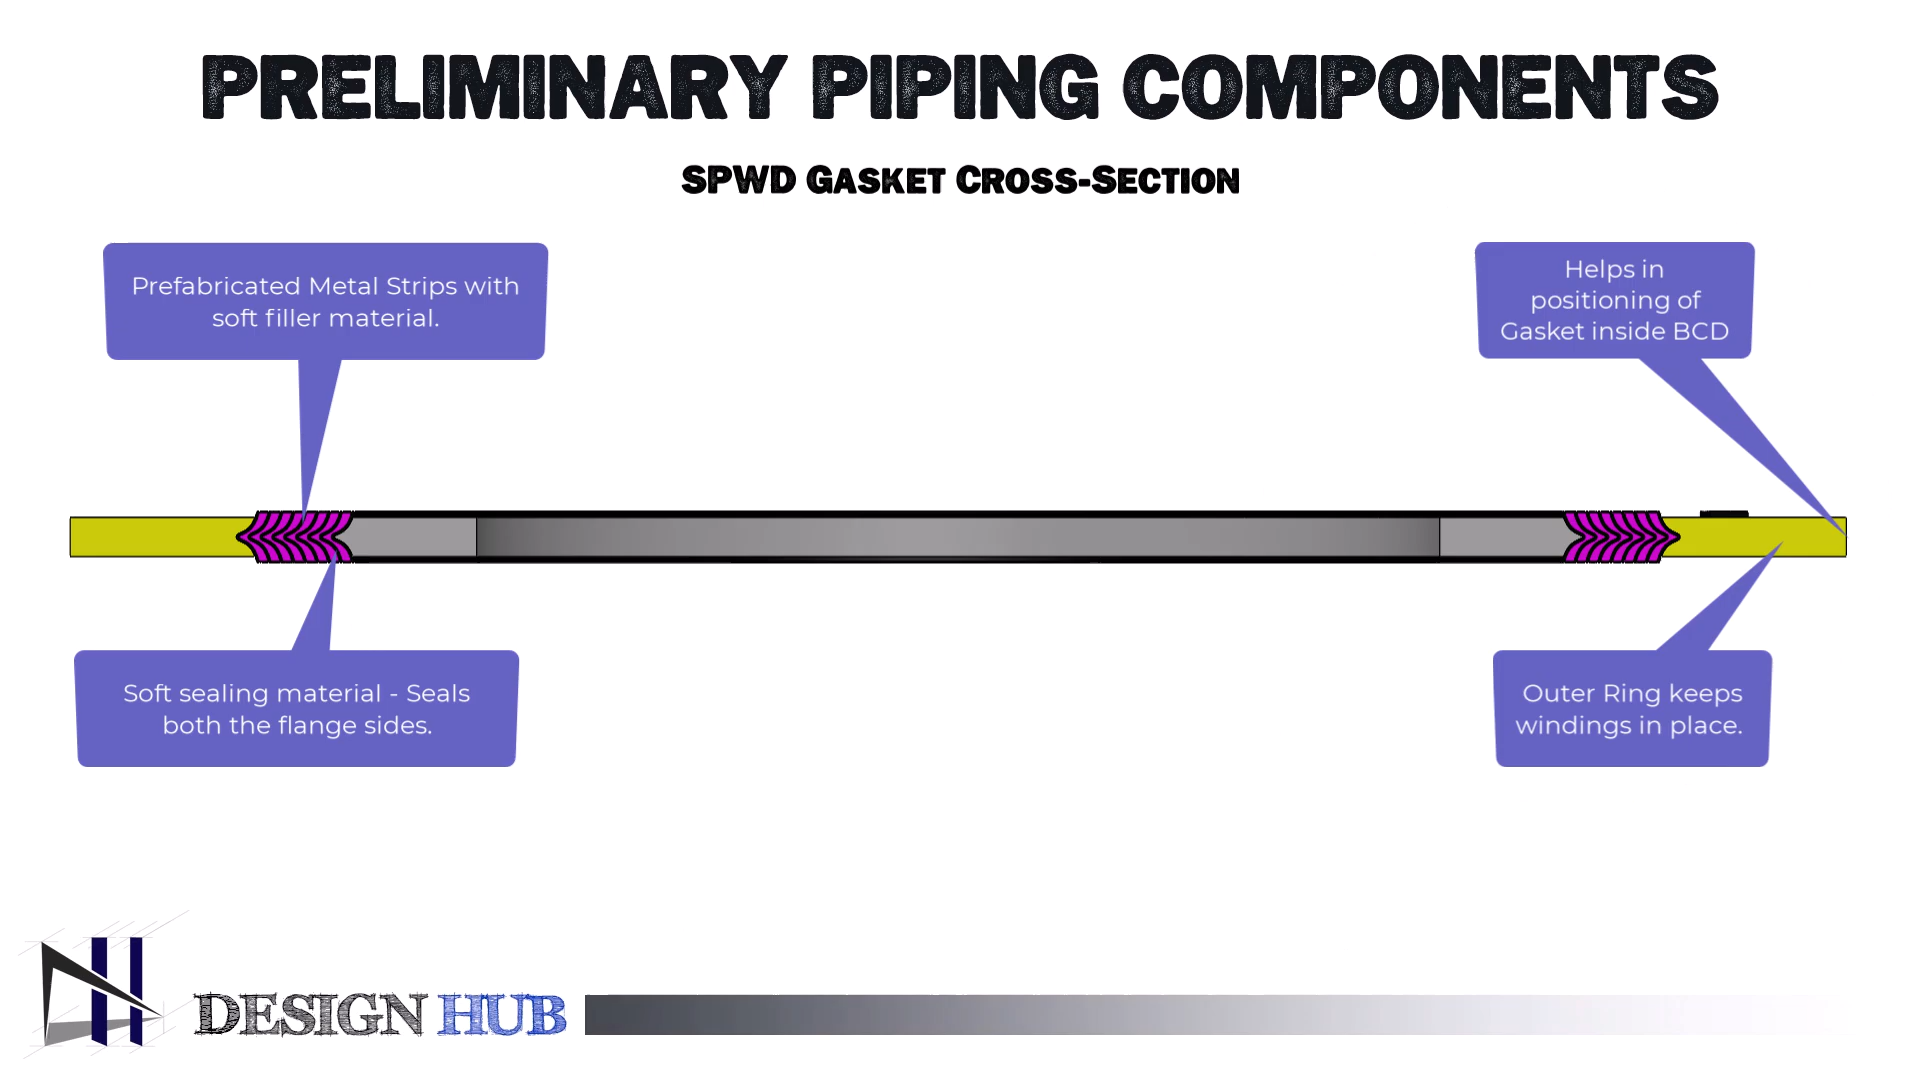 PRELIMINARY PIPING COMPONENTS
SPWD GASKET CROSS-SECTION
Prefabricated Metal Strips with
soft filler material.
Helps in
positioning of
Gasket inside BCD
Soft sealing material - Seals
both the flange sides.
Outer Ring keeps
windings in place.
DESIGN HUB